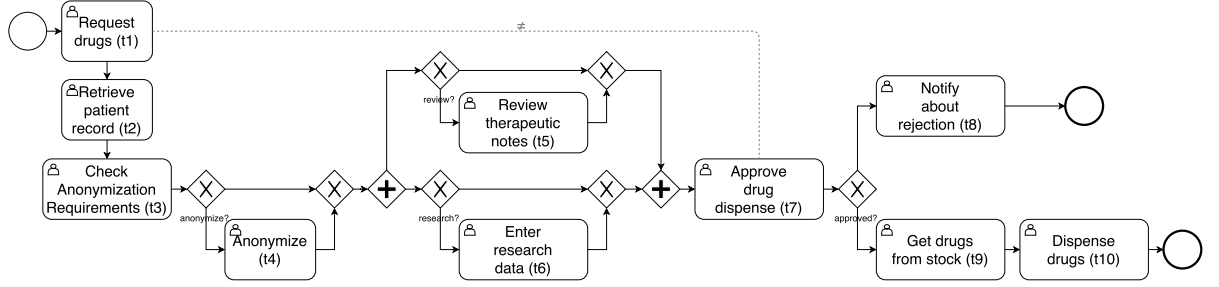 Request
drugs (t1)
≠
Retrieve
patient
record (t2)
Check
Anonymization
Requirements (t3)
anonymize?
Anonymize
(t4)
review?
Review
therapeutic
notes (t5)
research?
Enter
research
data (t6)
Approve
drug
dispense (t7)
approved?
Notify
about
rejection (t8)
Get drugs
from stock (t9)
Dispense
drugs (t10)